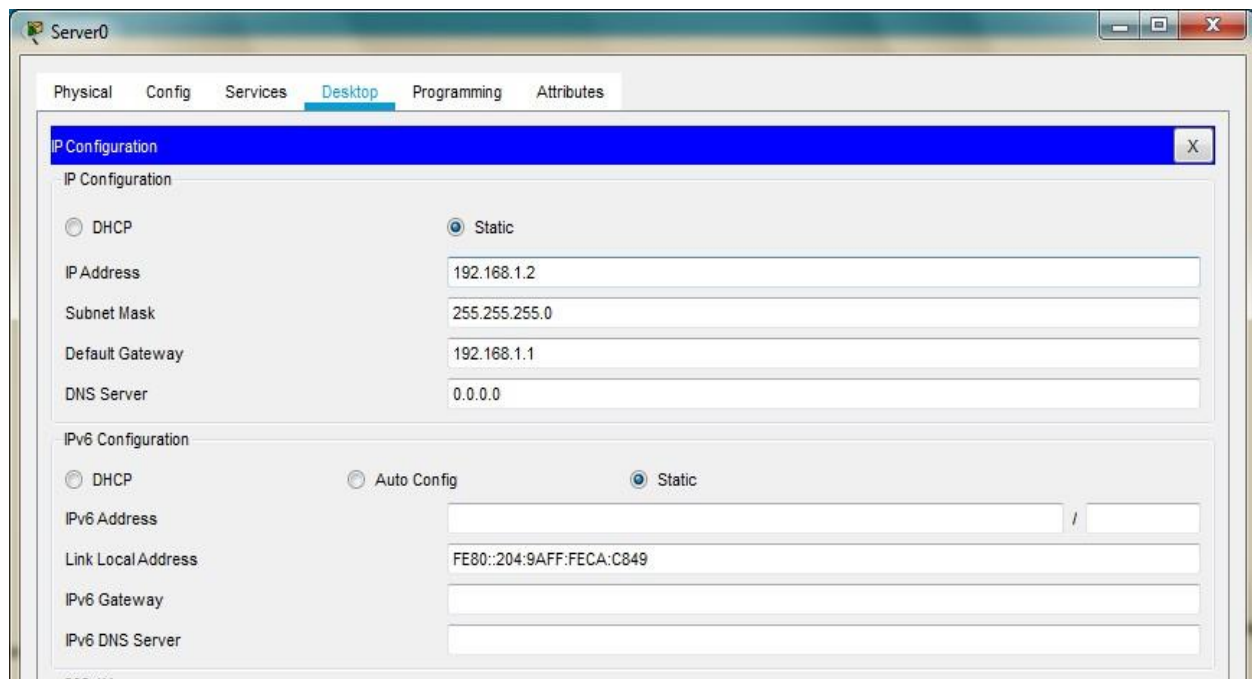 Server0
Physical Config Services Desktop Programming Attributes
IP Configuration X
IP Configuration
DHCP Static
IP Address 192.168.1.2
Subnet Mask 255.255.255.0
Default Gateway 192.168.1.1
DNS Server 0.0.0.0
IPv6 Configuration
DHCP Auto Config Static
IPv6 Address /
Link Local Address FE80::204:9AFF:FECA:C849
IPv6 Gateway
IPv6 DNS Server